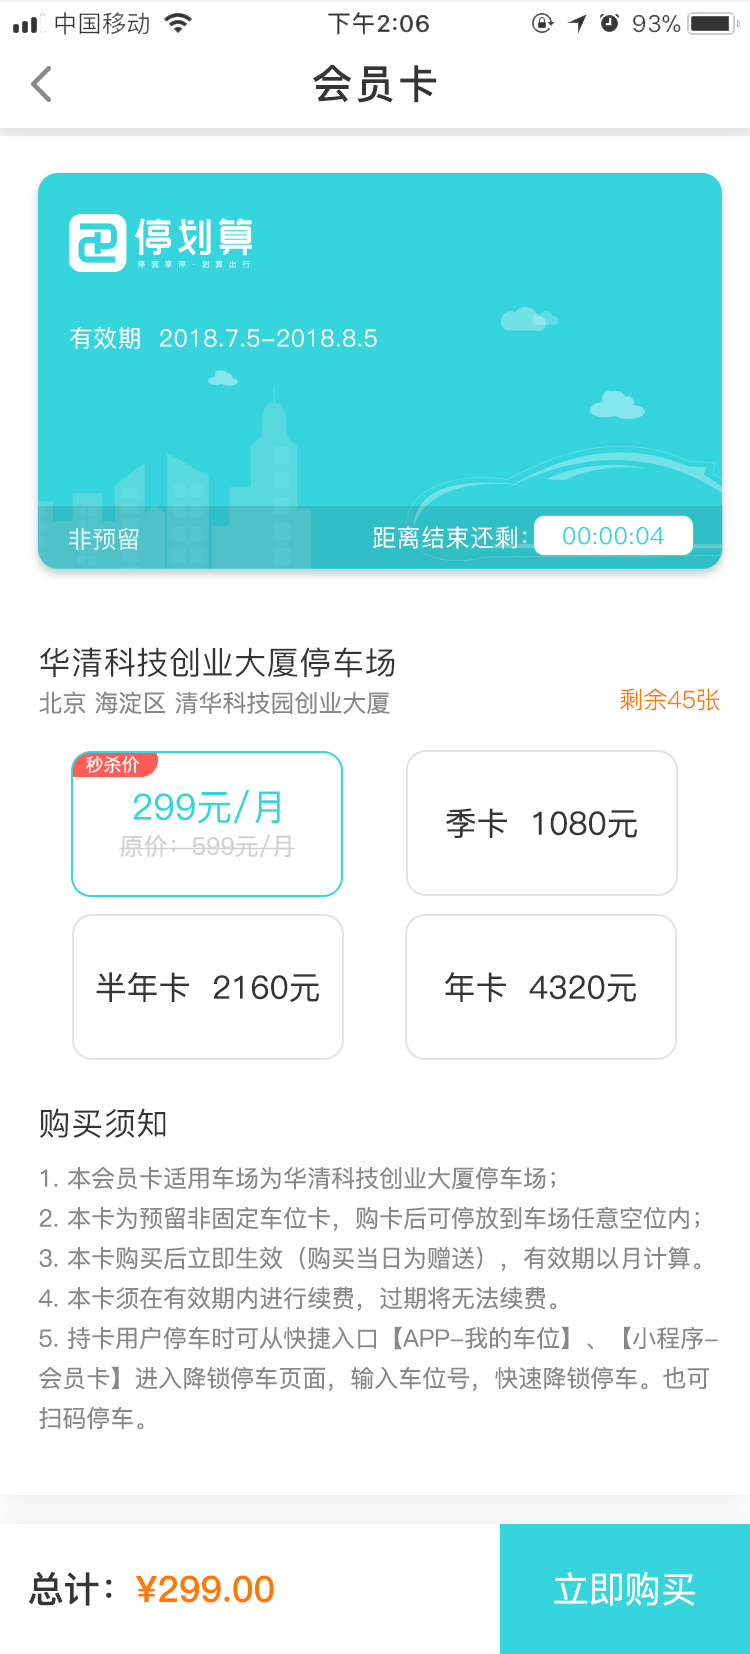 中国移动 下午2:06 93%
会员卡
停划算
停我享停·划算出行
有效期 2018.7.5-2018.8.5
非预留 距离结束还剩: 00:00:04
华清科技创业大厦停车场
北京 海淀区 清华科技园创业大厦 剩余45张
秒杀价
299元/月
原价：599元/月
季卡 1080元
半年卡 2160元
年卡 4320元
购买须知
1. 本会员卡适用车场为华清科技创业大厦停车场；
2. 本卡为预留非固定车位卡，购卡后可停放到车场任意空位内；
3. 本卡购买后立即生效（购买当日为赠送），有效期以月计算。
4. 本卡须在有效期内进行续费，过期将无法续费。
5. 持卡用户停车时可从快捷入口【APP-我的车位】、【小程序-
会员卡】进入降锁停车页面，输入车位号，快速降锁停车。也可
扫码停车。
总计：¥299.00
立即购买